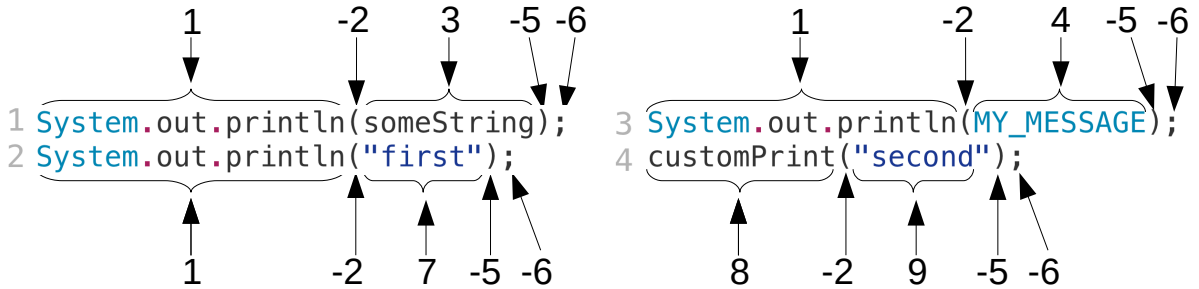 1 -2 3 -5 -6
1 System.out.println(someString);
2 System.out.println("first");
1 -2 7 -5 -6
1 -2 4 -5 -6
3 System.out.println(MY_MESSAGE);
4 customPrint("second");
8 -2 9 -5 -6